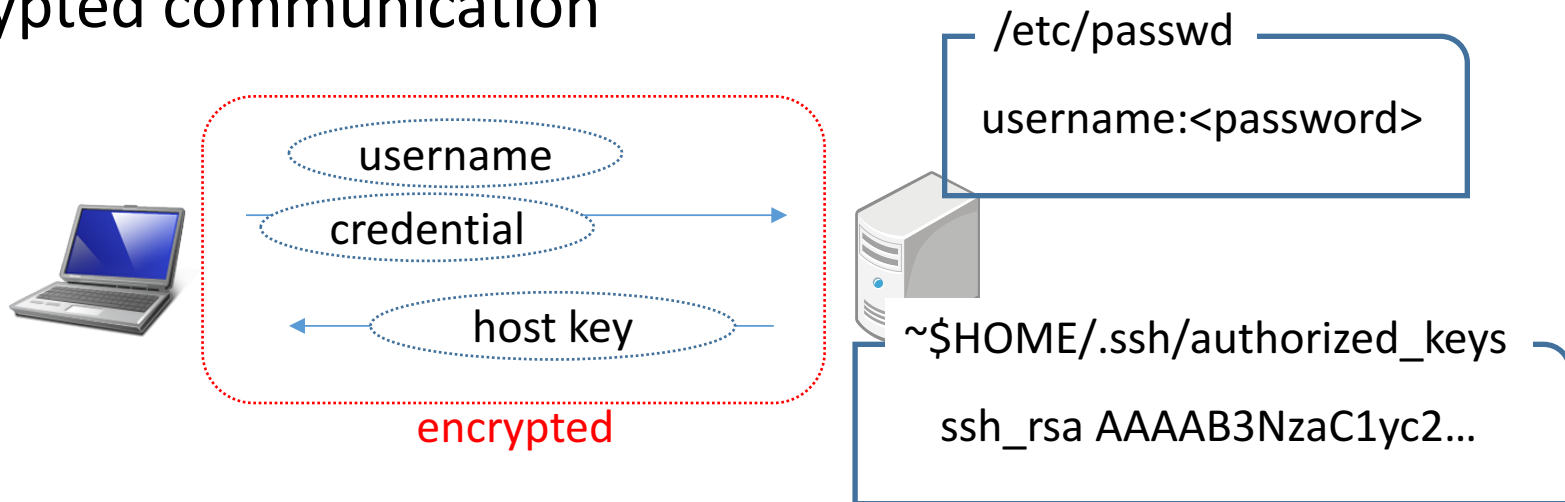 ypted communication
/etc/passwd
username:<password>
username
credential
host key
encrypted
~$HOME/.ssh/authorized_keys
ssh_rsa AAAAB3NzaC1yc2…